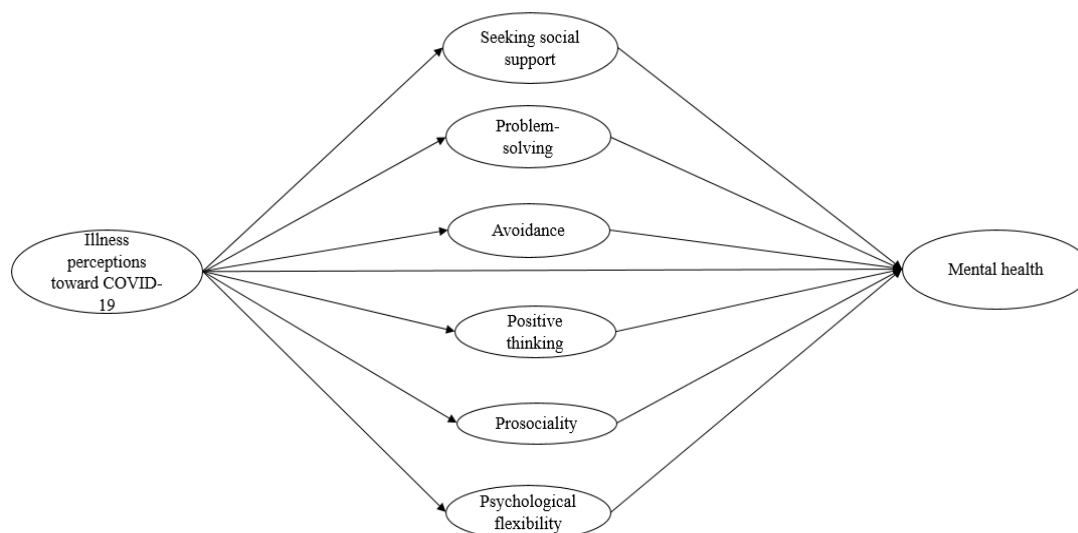 Seeking social
support
Problem-
solving
Avoidance
Illness
perceptions
toward COVID-
19
Mental health
Positive
thinking
Prosociality
Psychological
flexibility